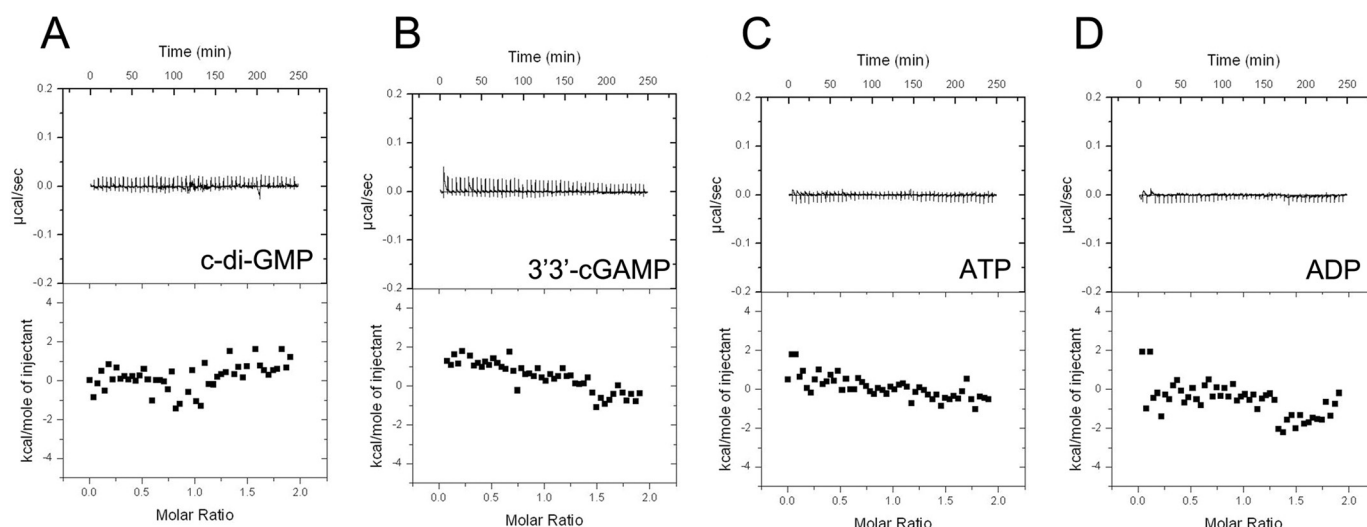 A
Time (min)
0 50 100 150 200 250
0.2
0.1
0.0
-0.1
-0.2
µcal/sec
c-di-GMP
4
2
0
-2
-4
kcal/mole of injectant
0.0 0.5 1.0 1.5 2.0
Molar Ratio
B
Time (min)
0 50 100 150 200 250
0.2
0.1
0.0
-0.1
-0.2
µcal/sec
3'3'-cGAMP
4
2
0
-2
-4
kcal/mole of injectant
0.0 0.5 1.0 1.5 2.0
Molar Ratio
C
Time (min)
0 50 100 150 200 250
0.2
0.1
0.0
-0.1
-0.2
µcal/sec
ATP
4
2
0
-2
-4
kcal/mole of injectant
0.0 0.5 1.0 1.5 2.0
Molar Ratio
D
Time (min)
0 50 100 150 200 250
0.2
0.1
0.0
-0.1
-0.2
µcal/sec
ADP
4
2
0
-2
-4
kcal/mole of injectant
0.0 0.5 1.0 1.5 2.0
Molar Ratio